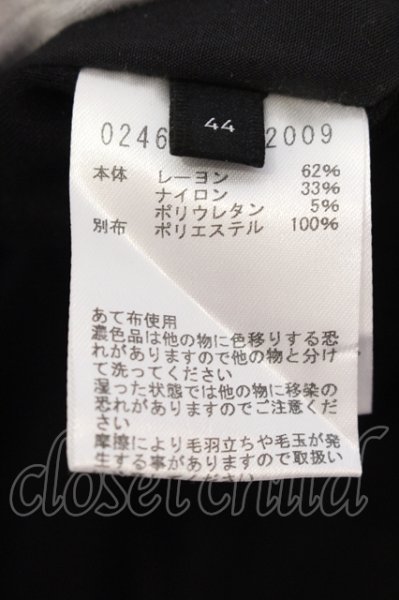 44
0246 2009
本体 レーヨン 62%
ナイロン 33%
ポリウレタン 5%
別布 ポリエステル 100%
あて布使用
濃色品は他の物に色移りする恐
れがありますので他の物と分け
て洗ってください
湿った状態では他の物に移染の
恐れがありますのでご注意くだ
さい
摩擦により毛羽立ちや毛玉が発
生する事がありますので取扱い
closet child